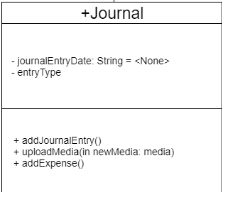 +Journal
- journalEntryDate: String = <None>
- entryType
+ addJournalEntry()
+ uploadMedia(in newMedia: media)
+ addExpense()